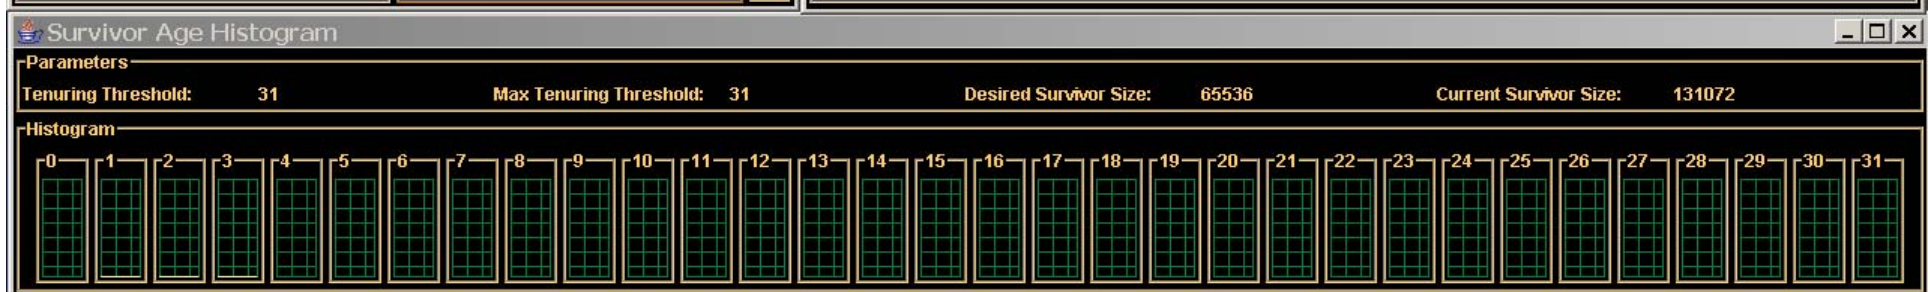 Survivor Age Histogram
Parameters
Tenuring Threshold: 31 Max Tenuring Threshold: 31 Desired Survivor Size: 65536 Current Survivor Size: 131072
Histogram
0 1 2 3 4 5 6 7 8 9 10 11 12 13 14 15 16 17 18 19 20 21 22 23 24 25 26 27 28 29 30 31